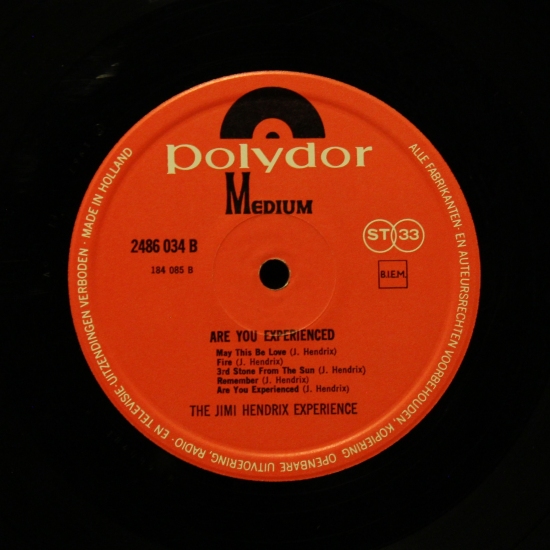 polydor
MEDIUM
2486 034 B
184 085 B
ST 33
B.I.E.M.
ARE YOU EXPERIENCED
May This Be Love (J. Hendrix)
Fire (J. Hendrix)
3rd Stone From The Sun (J. Hendrix)
Remember (J. Hendrix)
Are You Experienced (J. Hendrix)
THE JIMI HENDRIX EXPERIENCE
ALLE FABRIKANTEN- EN AUTEURSRECHTEN VOORBEHOUDEN, KOPIERING OPENBARE UITVOERING, RADIO- EN TELEVISIE-UITZENDINGEN VERBODEN · MADE IN HOLLAND